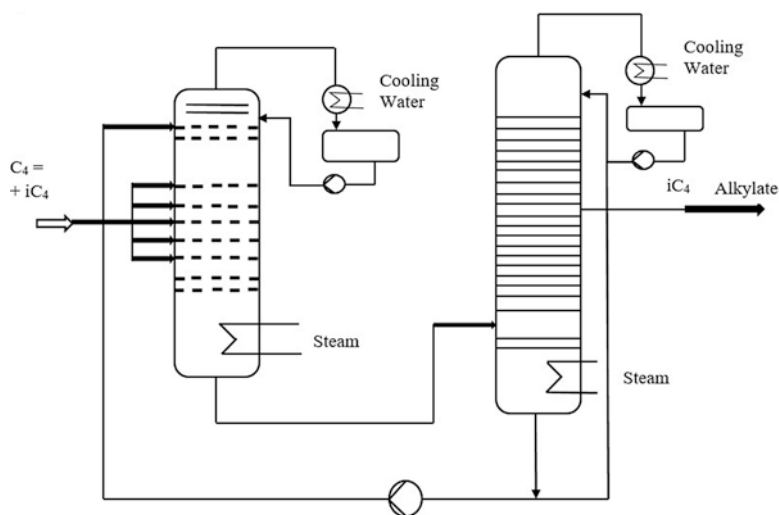 Cooling
Water
C₄ =
+ iC₄
Steam
Cooling
Water
iC₄ Alkylate
Steam